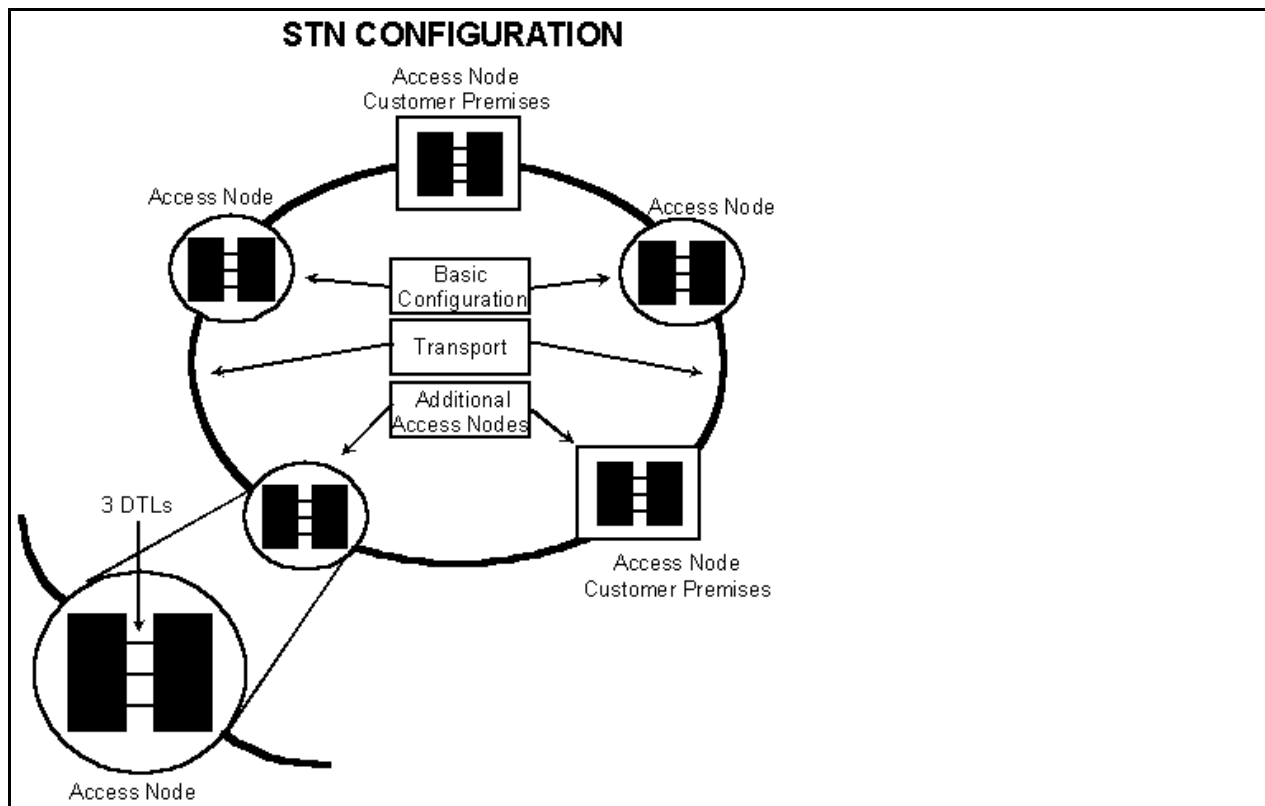 STN CONFIGURATION
Access Node
Customer Premises
Access Node
Access Node
Basic
Configuration
Transport
Additional
Access Nodes
3 DTLs
Access Node
Customer Premises
Access Node